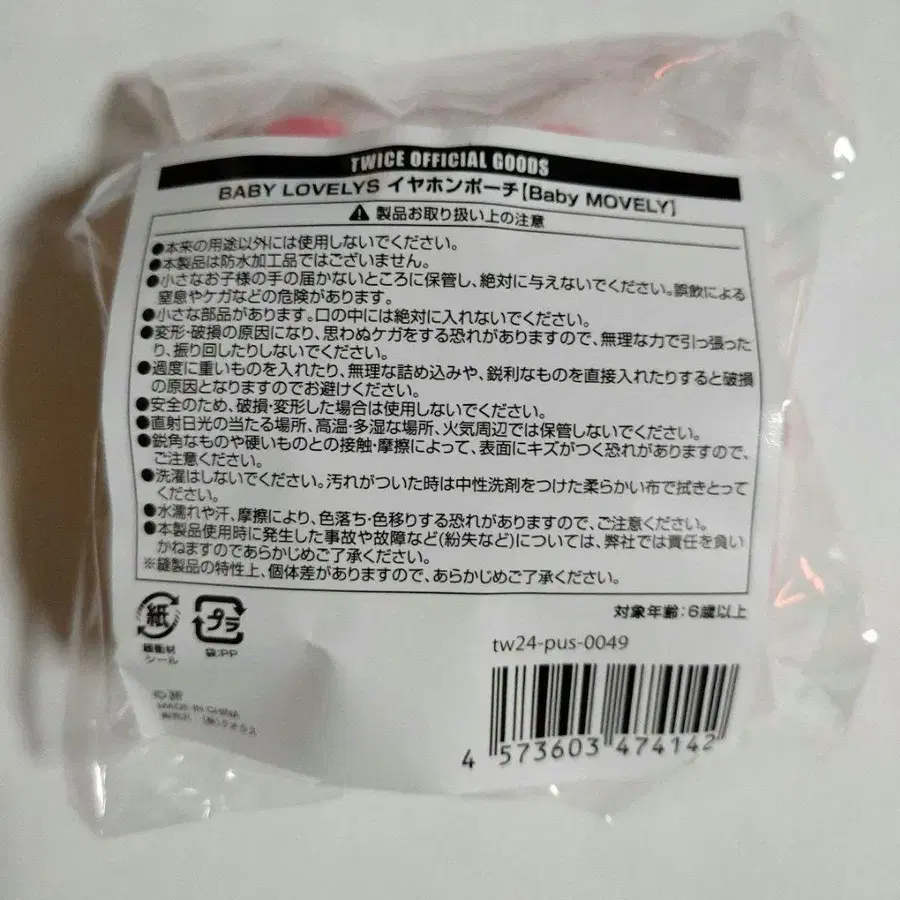 TWICE OFFICIAL GOODS
BABY LOVELYS イヤホンポーチ【Baby MOVELY】
製品お取り扱い上の注意
●本来の用途以外には使用しないでください。
●本製品は防水加工品ではございません。
●小さなお子様の手の届かないところに保管し、絶対に与えないでください。誤飲による
窒息やケガなどの危険があります。
●小さな部品があります。口の中には絶対に入れないでください。
●変形・破損の原因になり、思わぬケガをする恐れがありますので、無理な力で引っ張った
り、振り回したりしないでください。
●過度に重いものを入れたり、無理な詰め込みや、鋭利なものを直接入れたりすると破損
の原因となりますのでお避けください。
●安全のため、破損・変形した場合は使用しないでください。
●直射日光の当たる場所、高温・多湿な場所、火気周辺では保管しないでください。
●鋭角なものや硬いものとの接触・摩擦によって、表面にキズがつく恐れがありますので、
ご注意ください。
●洗濯はしないでください。汚れがついた時は中性洗剤をつけた柔らかい布で拭きとって
ください。
●水濡れや汗、摩擦により、色落ち・色移りする恐れがありますので、ご注意ください。
●本製品使用時に発生した事故や故障など(紛失など)については、弊社では責任を負い
かねますのであらかじめご了承ください。
※縫製品の特性上、個体差がありますので、あらかじめご了承ください。
対象年齢:6歳以上
紙 プラ
緩衝材 袋:PP
シール
tw24-pus-0049
MADE IN CHINA
4 573603 474142